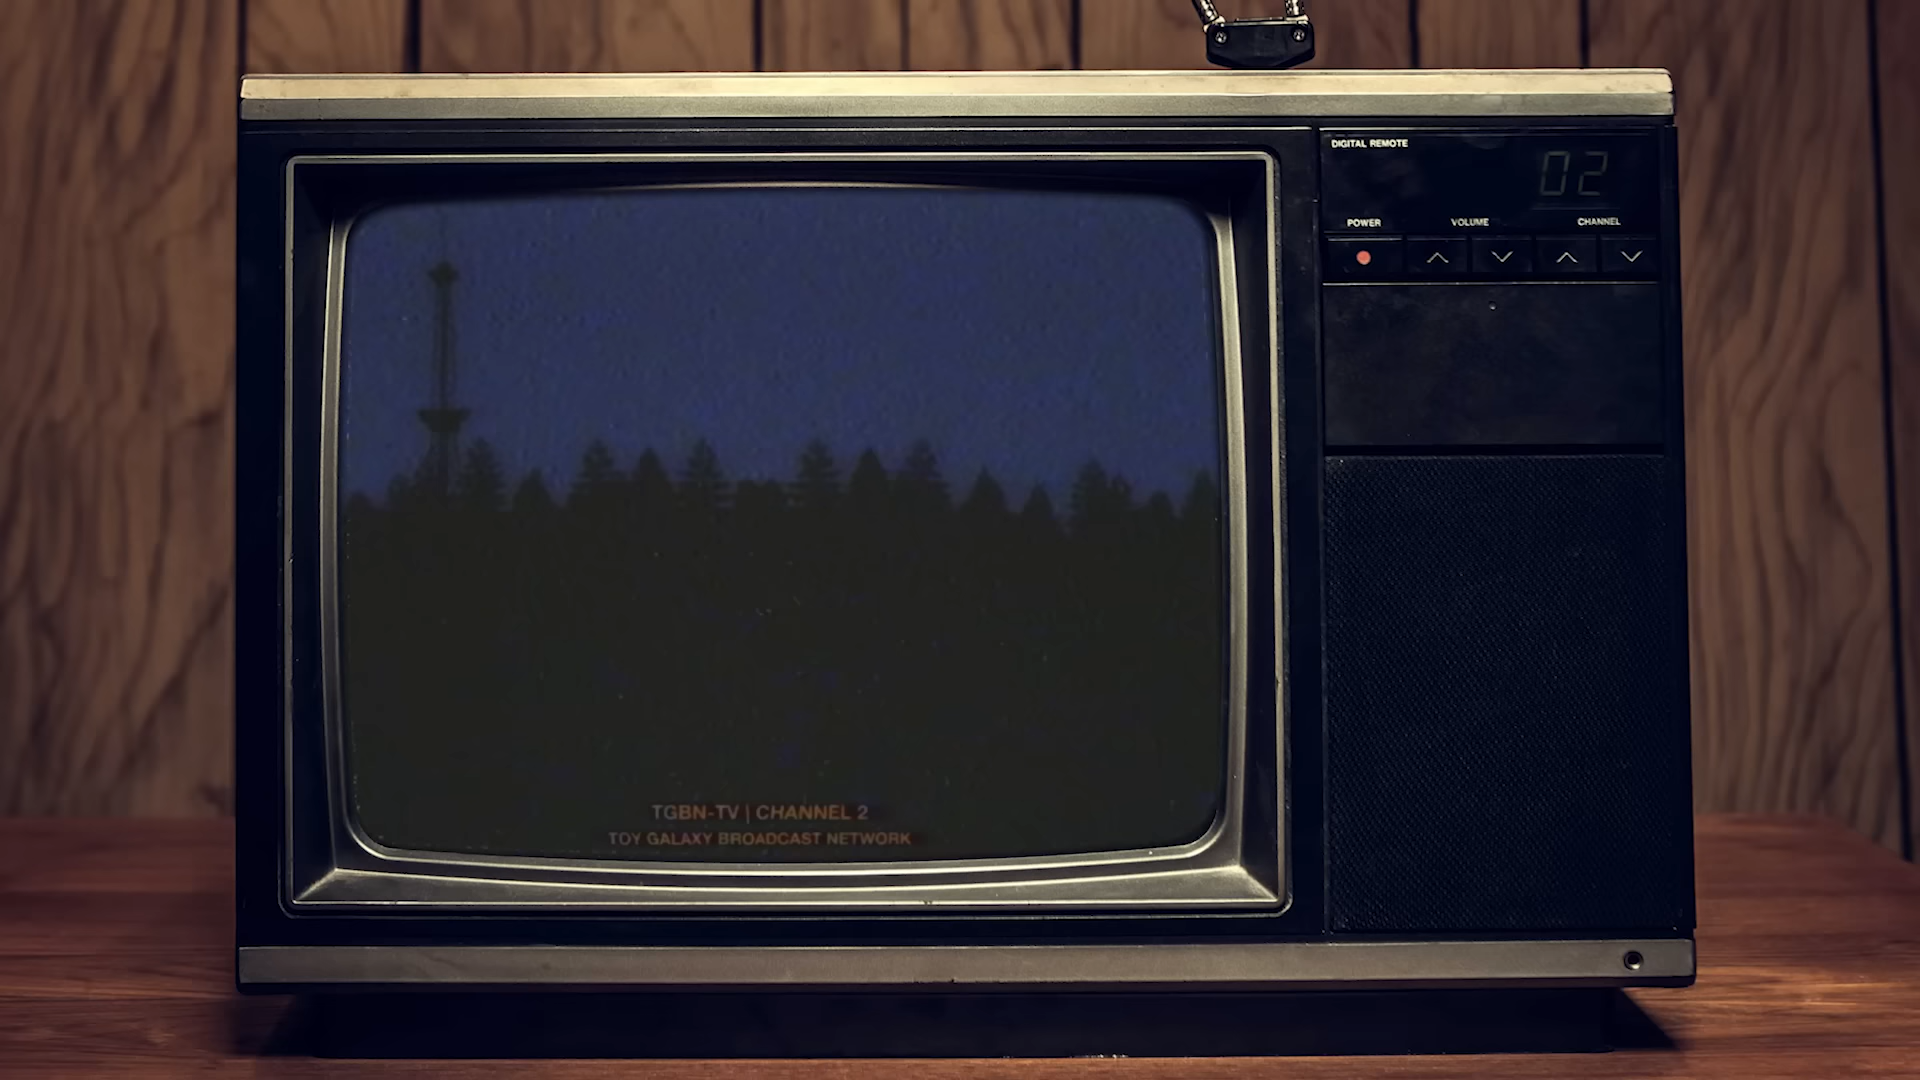 DIGITAL REMOTE
02
POWER VOLUME CHANNEL
TGBN-TV | CHANNEL 2
TOY GALAXY BROADCAST NETWORK